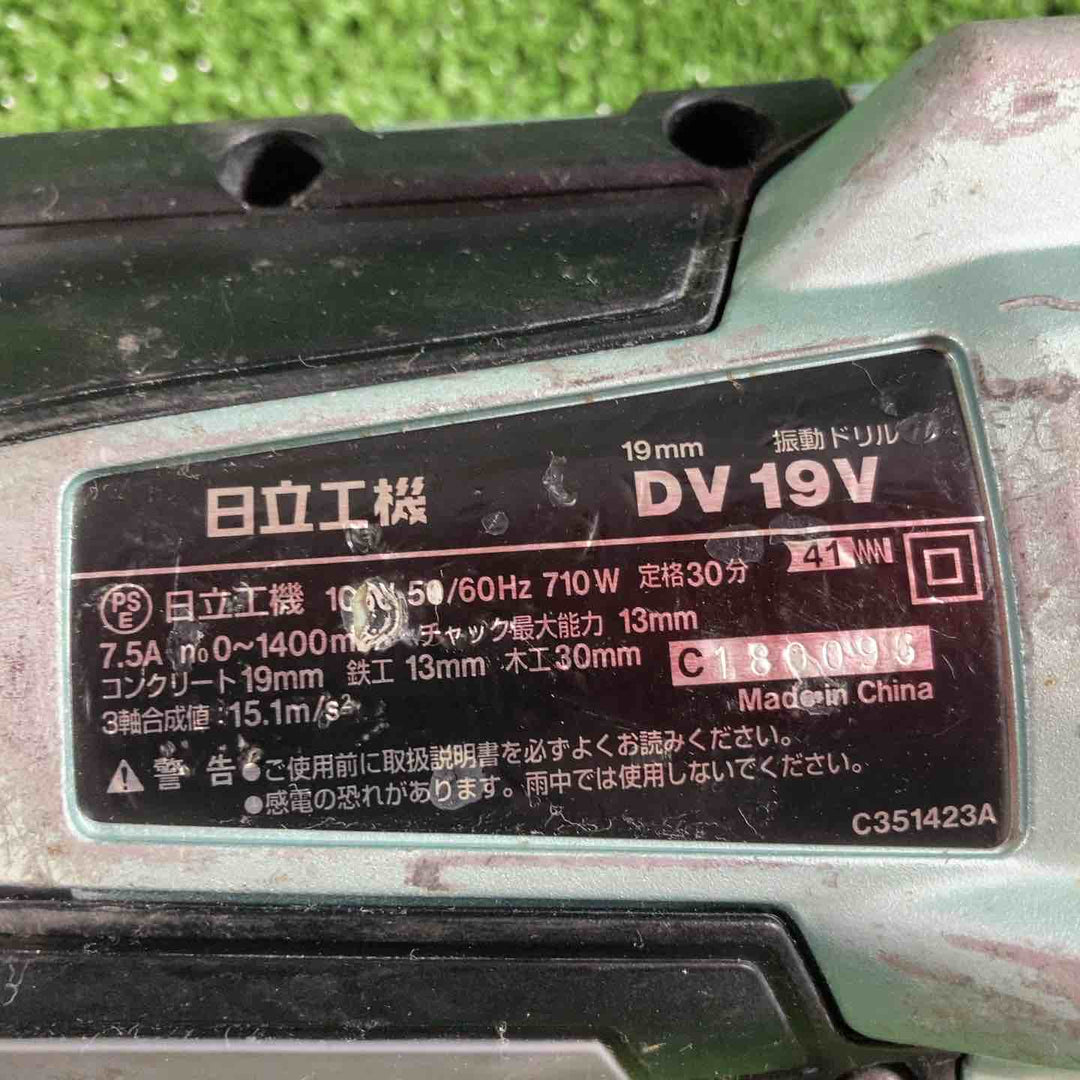 19mm 振動ドリル
日立工機 DV 19V
41
PS
E
日立工機 100V 50/60Hz 710W 定格30分
7.5A n₀0～1400 チャック最大能力 13mm
コンクリート19mm 鉄工 13mm 木工30mm
3軸合成値:15.1m/s²
Made in China
警告 ●ご使用前に取扱説明書を必ずよくお読みください。
●感電の恐れがあります。雨中では使用しないでください。
C351423A